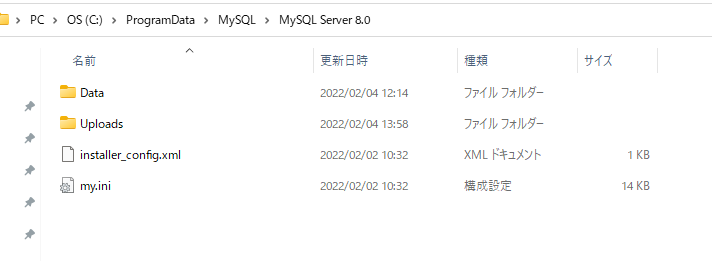 PC > OS (C:) > ProgramData > MySQL > MySQL Server 8.0
名前 更新日時 種類 サイズ
Data 2022/02/04 12:14 ファイル フォルダー
Uploads 2022/02/04 13:58 ファイル フォルダー
installer_config.xml 2022/02/02 10:32 XML ドキュメント 1 KB
my.ini 2022/02/02 10:32 構成設定 14 KB